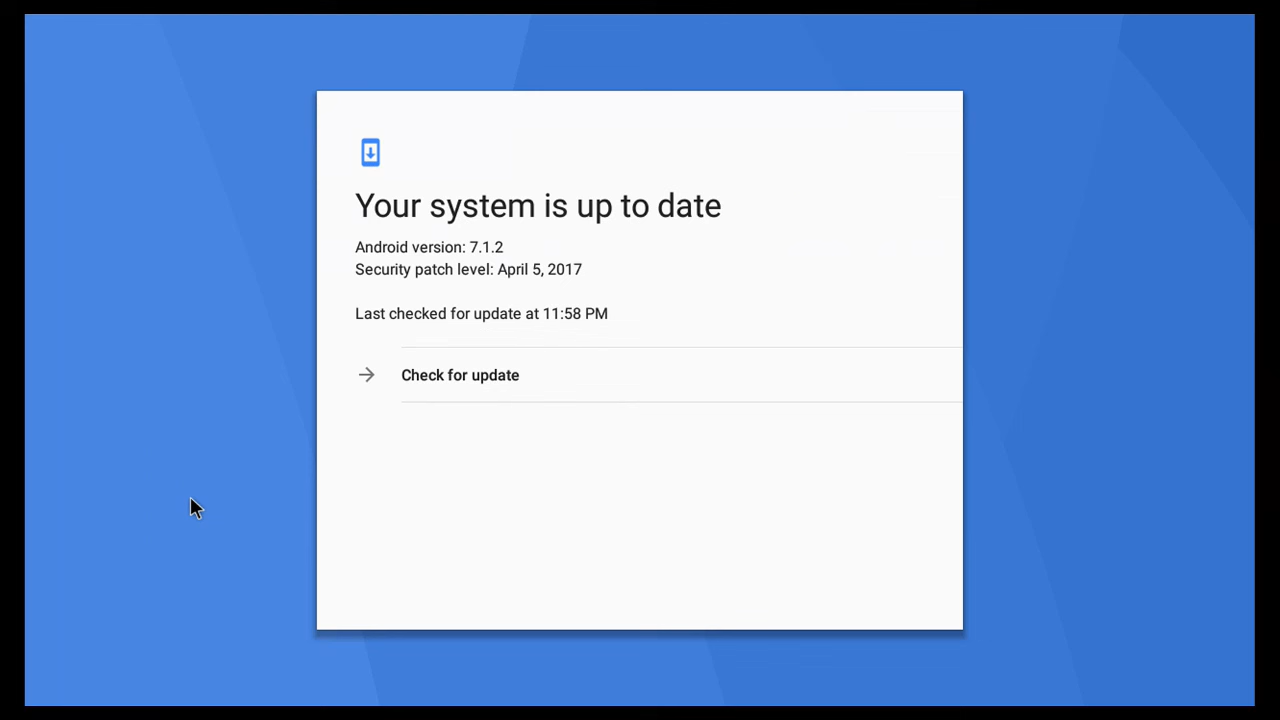 Your system is up to date
Android version: 7.1.2
Security patch level: April 5, 2017
Last checked for update at 11:58 PM
Check for update